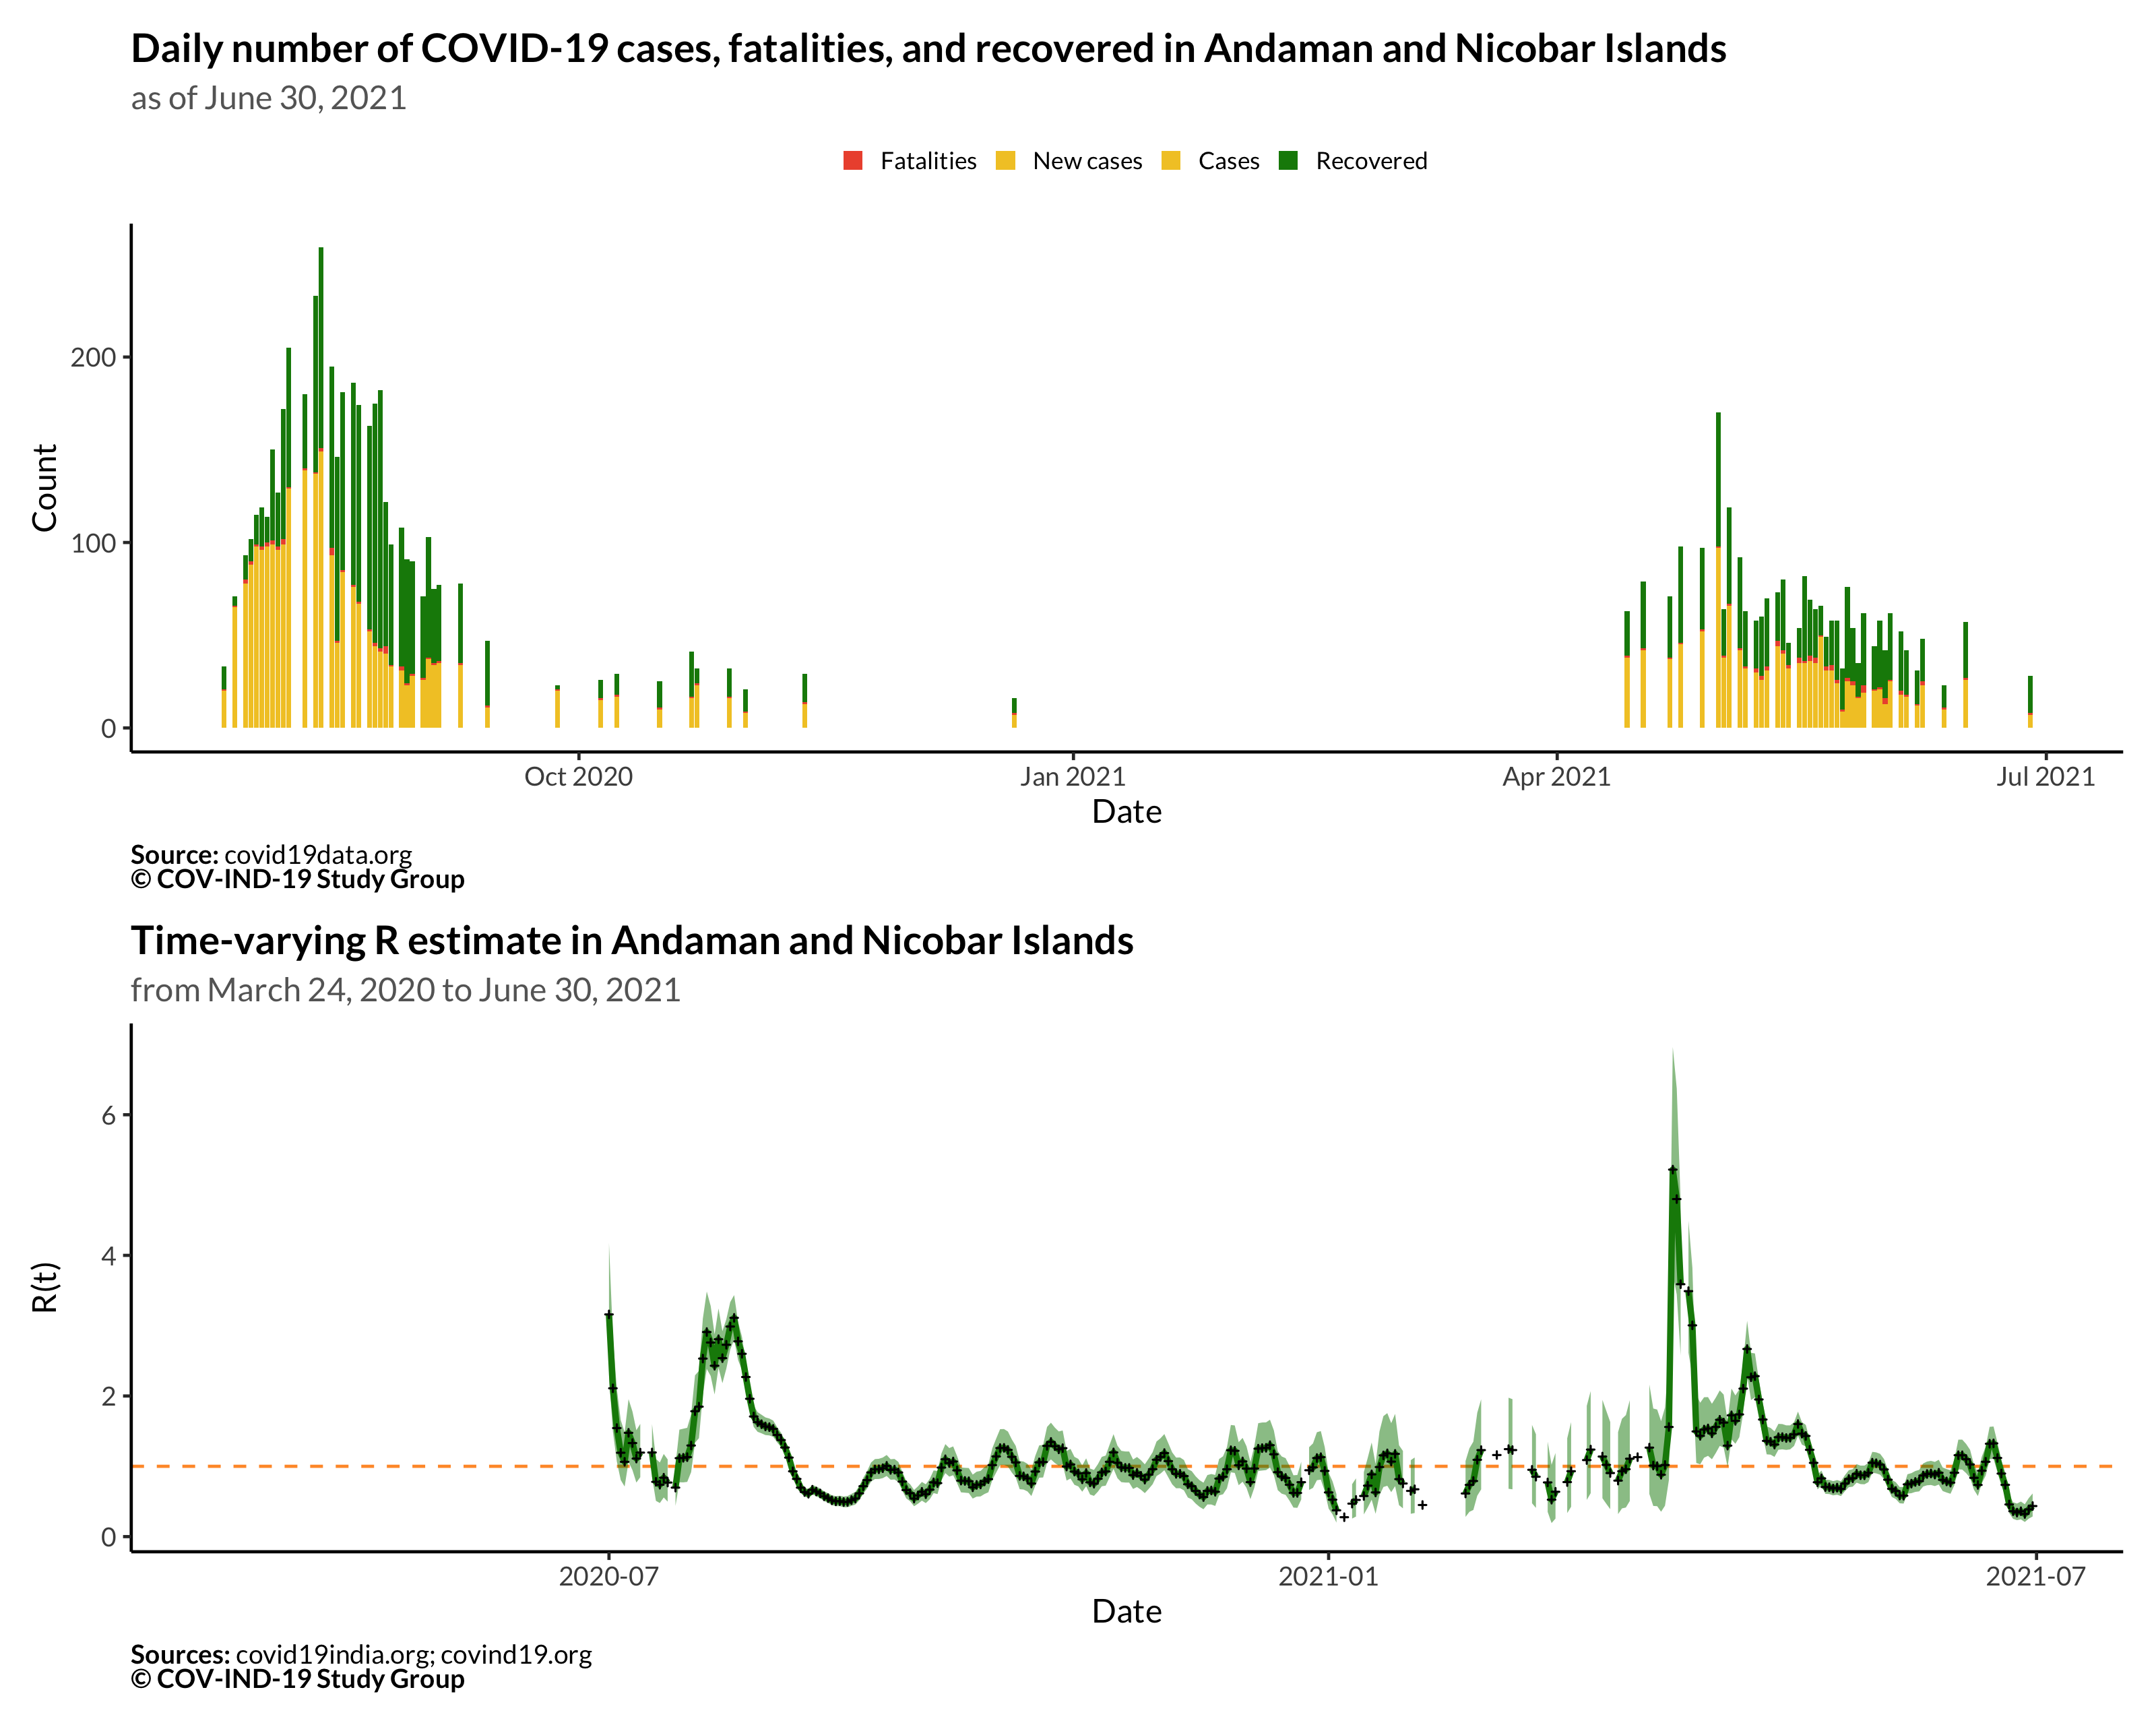 Daily number of COVID-19 cases, fatalities, and recovered in Andaman and Nicobar Islands
as of June 30, 2021
Fatalities New cases Cases Recovered
Count
200
100
0
Oct 2020 Jan 2021 Apr 2021 Jul 2021
Date
Source: covid19data.org
© COV-IND-19 Study Group
Time-varying R estimate in Andaman and Nicobar Islands
from March 24, 2020 to June 30, 2021
R(t)
6
4
2
0
2020-07 2021-01 2021-07
Date
Sources: covid19india.org; covind19.org
© COV-IND-19 Study Group